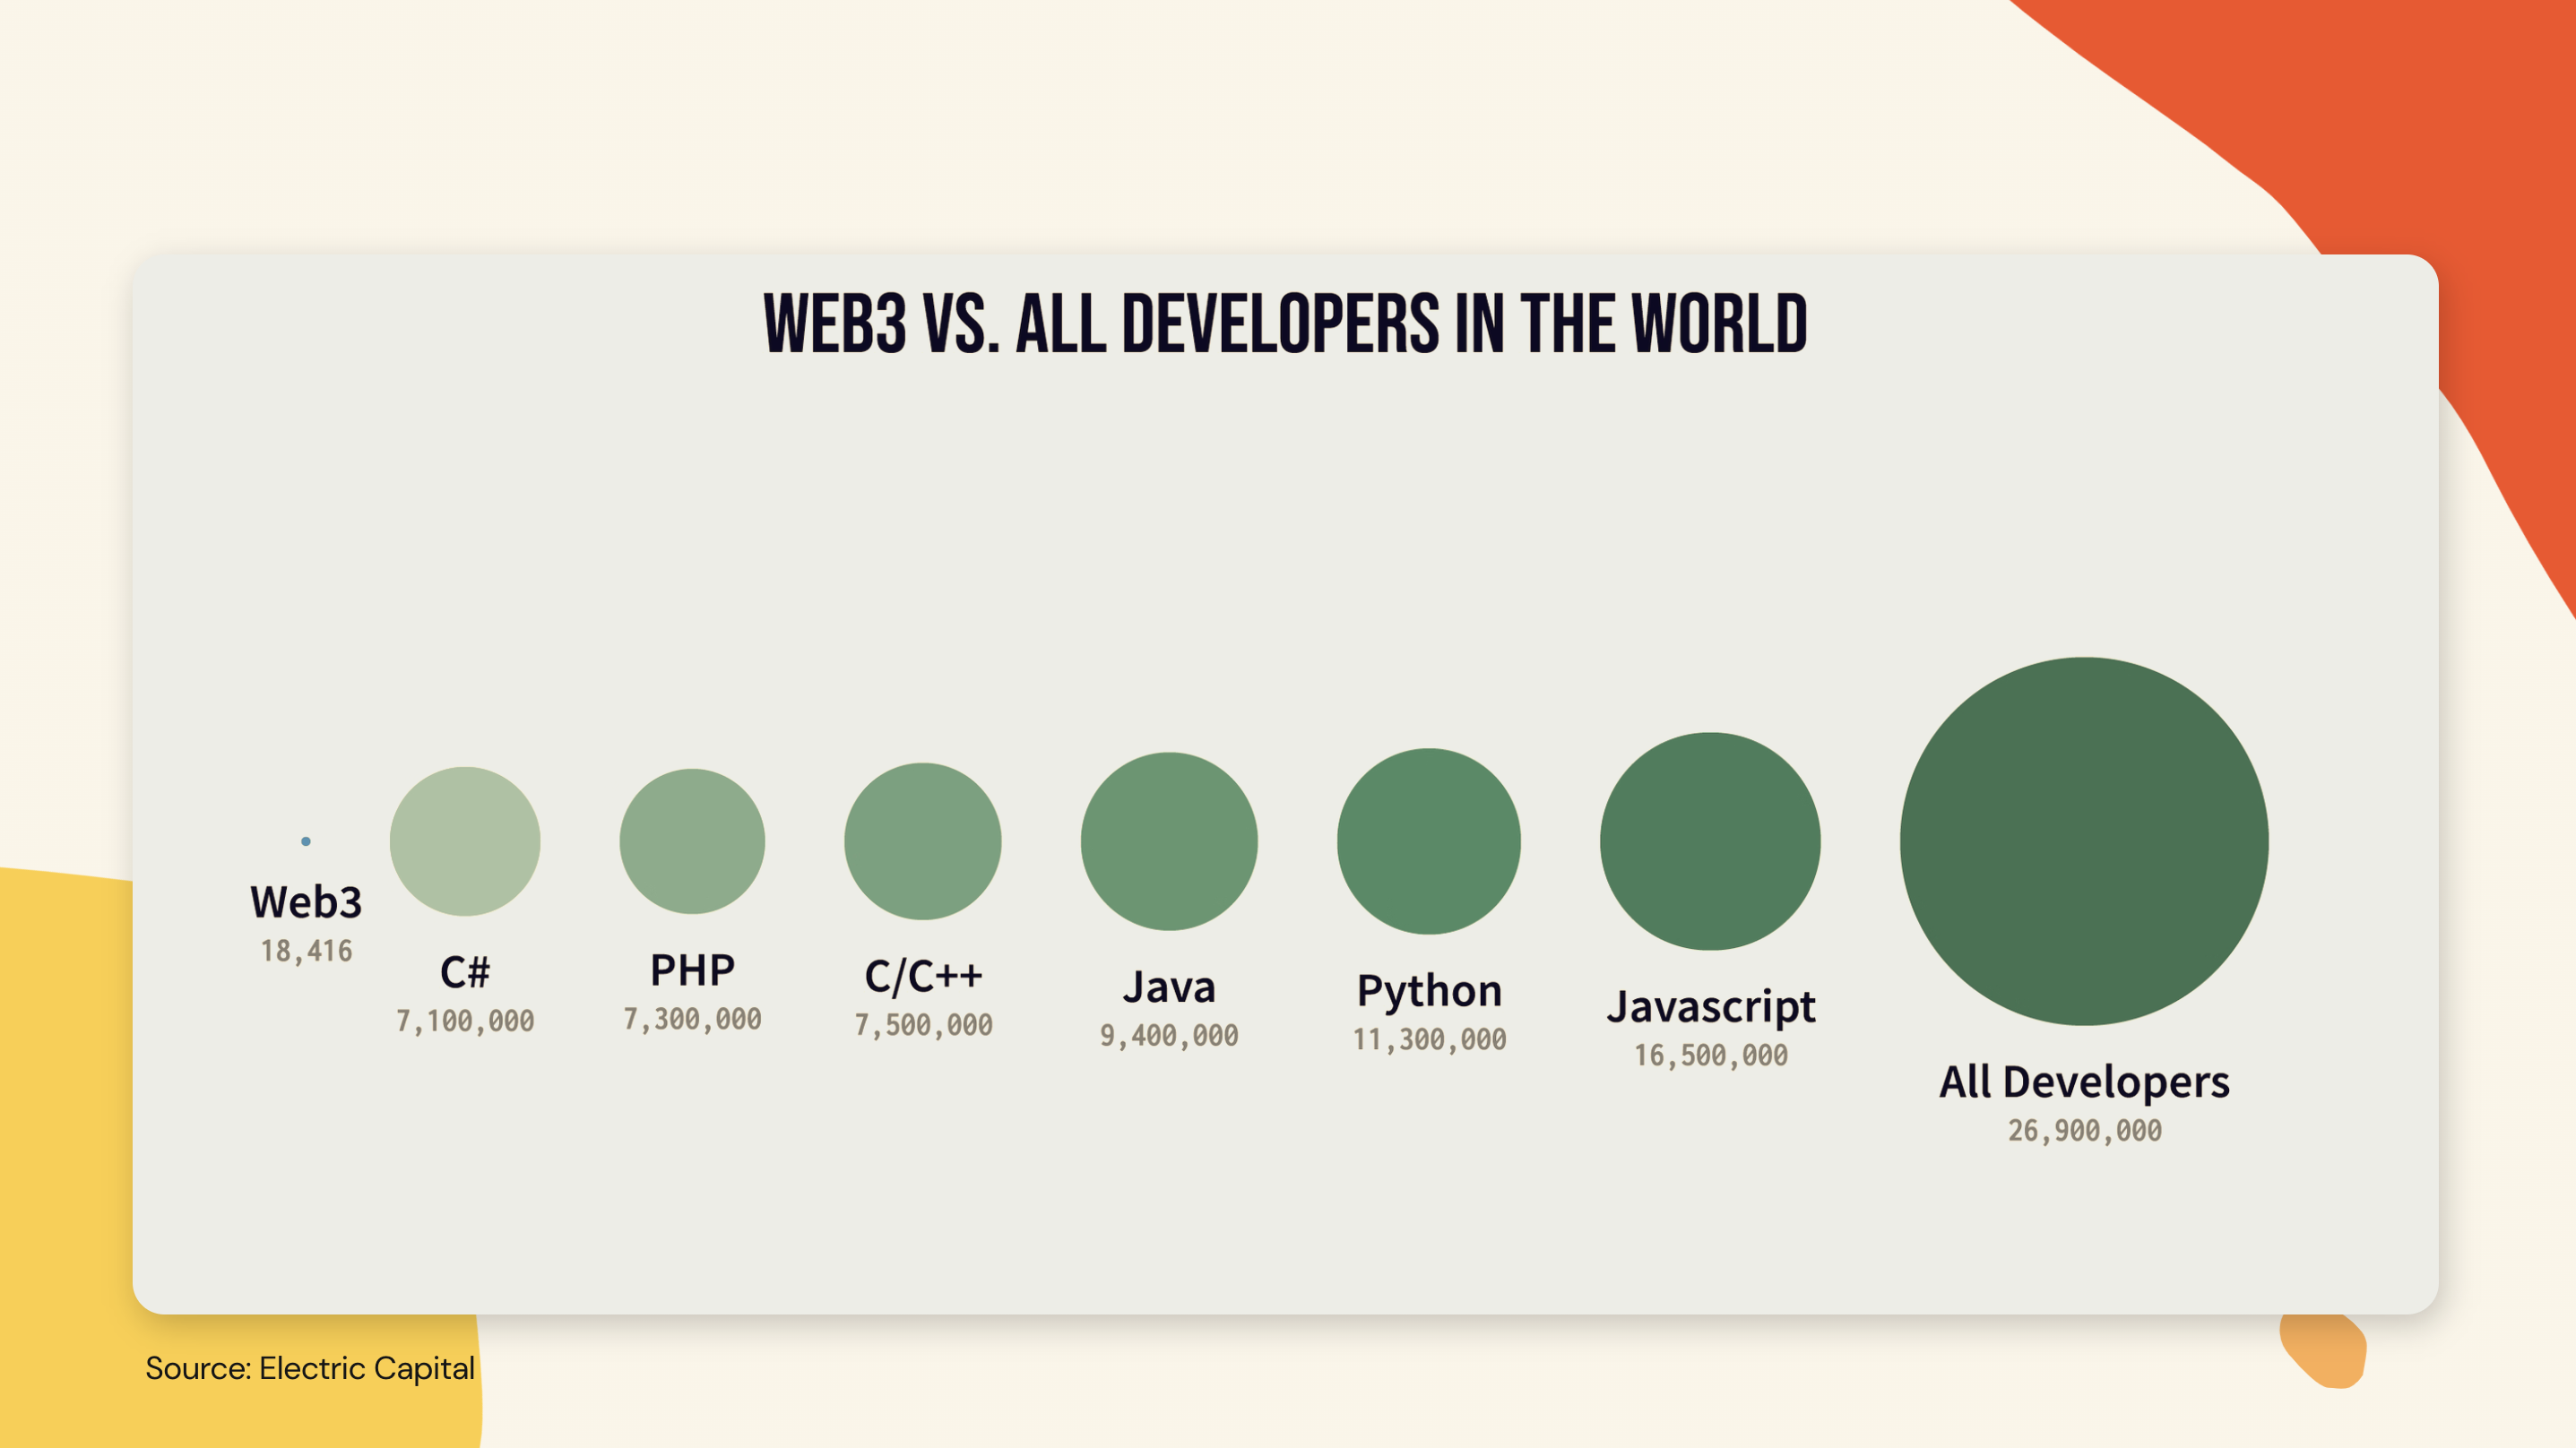 WEB3 VS. ALL DEVELOPERS IN THE WORLD
Web3
18,416
C#
7,100,000
PHP
7,300,000
C/C++
7,500,000
Java
9,400,000
Python
11,300,000
Javascript
16,500,000
All Developers
26,900,000
Source: Electric Capital